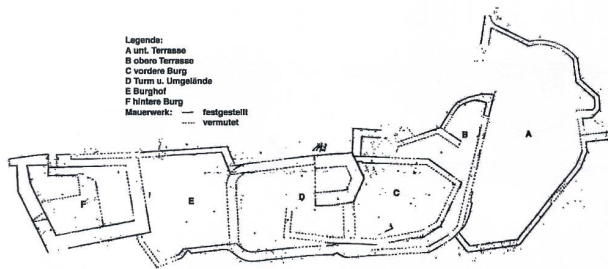 Legende:
A unt. Terrasse
B obere Terrasse
C vordere Burg
D Turm u. Umgelände
E Burghof
F hintere Burg
Mauerwerk: — festgestellt
···· vermutet
B
A
C
D
E
F